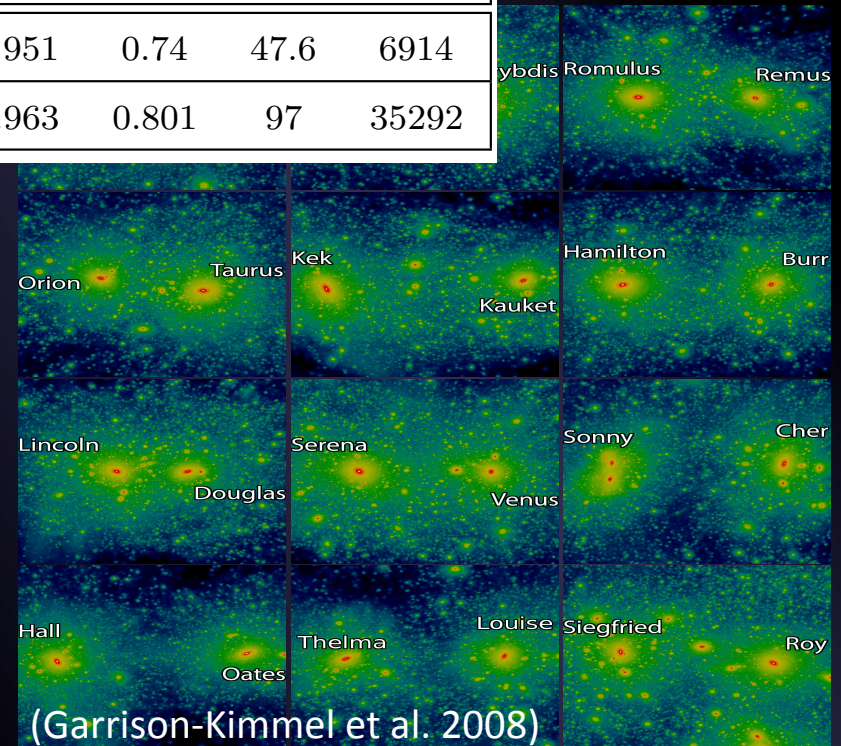 951 0.74 47.6 6914
.963 0.801 97 35292
Romulus Remus
Orion Taurus
Kek Kauket
Hamilton Burr
Lincoln Douglas
Serena Venus
Sonny Cher
Hall Oates
Thelma Louise
Siegfried Roy
(Garrison-Kimmel et al. 2008)